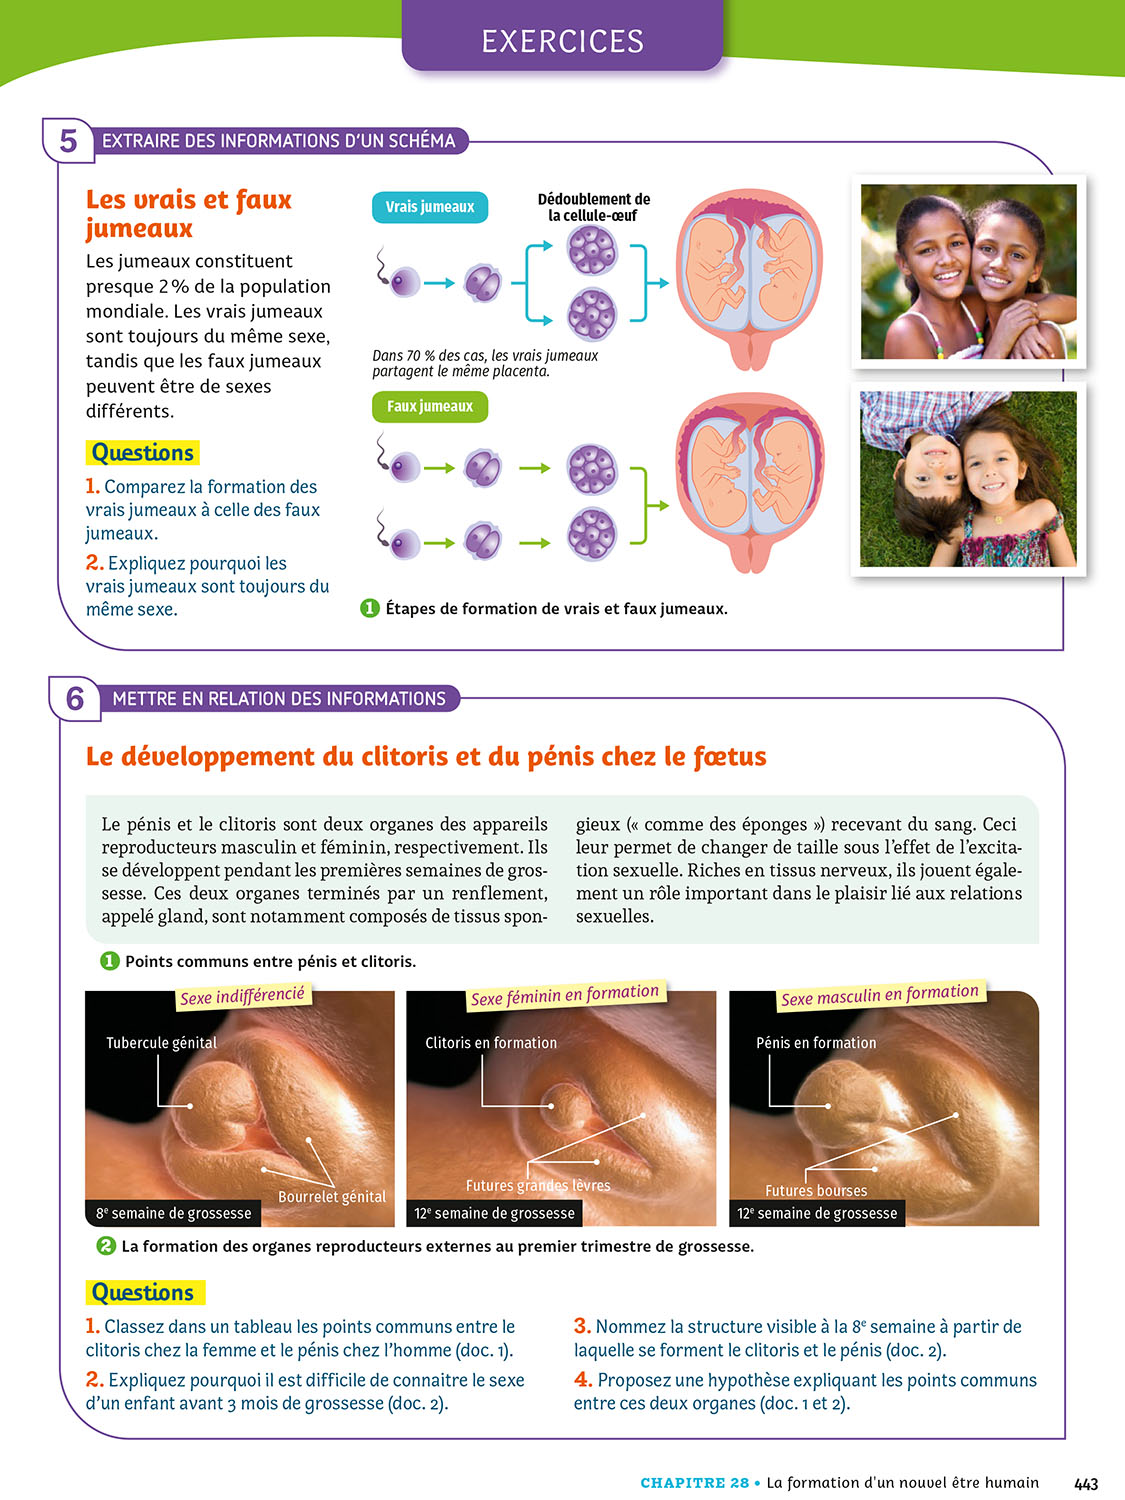 EXERCICES
5
EXTRAIRE DES INFORMATIONS D'UN SCHÉMA
Les vrais et faux
jumeaux
Les jumeaux constituent
presque 2 % de la population
mondiale. Les vrais jumeaux
sont toujours du même sexe,
tandis que les faux jumeaux
peuvent être de sexes
différents.
Questions
1. Comparez la formation des
vrais jumeaux à celle des faux
jumeaux.
2. Expliquez pourquoi les
vrais jumeaux sont toujours du
même sexe.
Vrais jumeaux
Dédoublement de
la cellule-œuf
Dans 70 % des cas, les vrais jumeaux
partagent le même placenta.
Faux jumeaux
1 Étapes de formation de vrais et faux jumeaux.
6
METTRE EN RELATION DES INFORMATIONS
Le développement du clitoris et du pénis chez le fœtus
Le pénis et le clitoris sont deux organes des appareils
reproducteurs masculin et féminin, respectivement. Ils
se développent pendant les premières semaines de gros-
sesse. Ces deux organes terminés par un renflement,
appelé gland, sont notamment composés de tissus spon-
gieux (« comme des éponges ») recevant du sang. Ceci
leur permet de changer de taille sous l'effet de l'excita-
tion sexuelle. Riches en tissus nerveux, ils jouent égale-
ment un rôle important dans le plaisir lié aux relations
sexuelles.
1 Points communs entre pénis et clitoris.
Sexe indifférencié
Tubercule génital
Bourrelet génital
8e semaine de grossesse
Sexe féminin en formation
Clitoris en formation
Futures grandes lèvres
12e semaine de grossesse
Sexe masculin en formation
Pénis en formation
Futures bourses
12e semaine de grossesse
2 La formation des organes reproducteurs externes au premier trimestre de grossesse.
Questions
1. Classez dans un tableau les points communs entre le
clitoris chez la femme et le pénis chez l'homme (doc. 1).
2. Expliquez pourquoi il est difficile de connaitre le sexe
d'un enfant avant 3 mois de grossesse (doc. 2).
3. Nommez la structure visible à la 8e semaine à partir de
laquelle se forment le clitoris et le pénis (doc. 2).
4. Proposez une hypothèse expliquant les points communs
entre ces deux organes (doc. 1 et 2).
CHAPITRE 28 • La formation d'un nouvel être humain 443